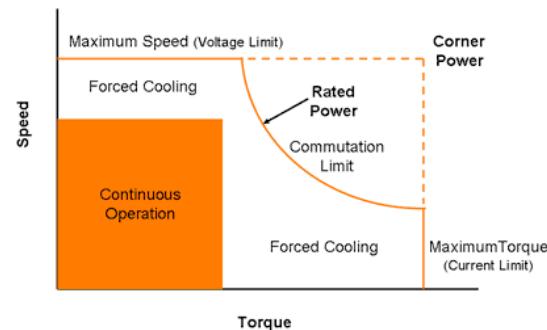 Maximum Speed (Voltage Limit)
Corner
Power
Forced Cooling
Rated
Power
Speed
Commutation
Limit
Continuous
Operation
Forced Cooling
MaximumTorque
(Current Limit)
Torque